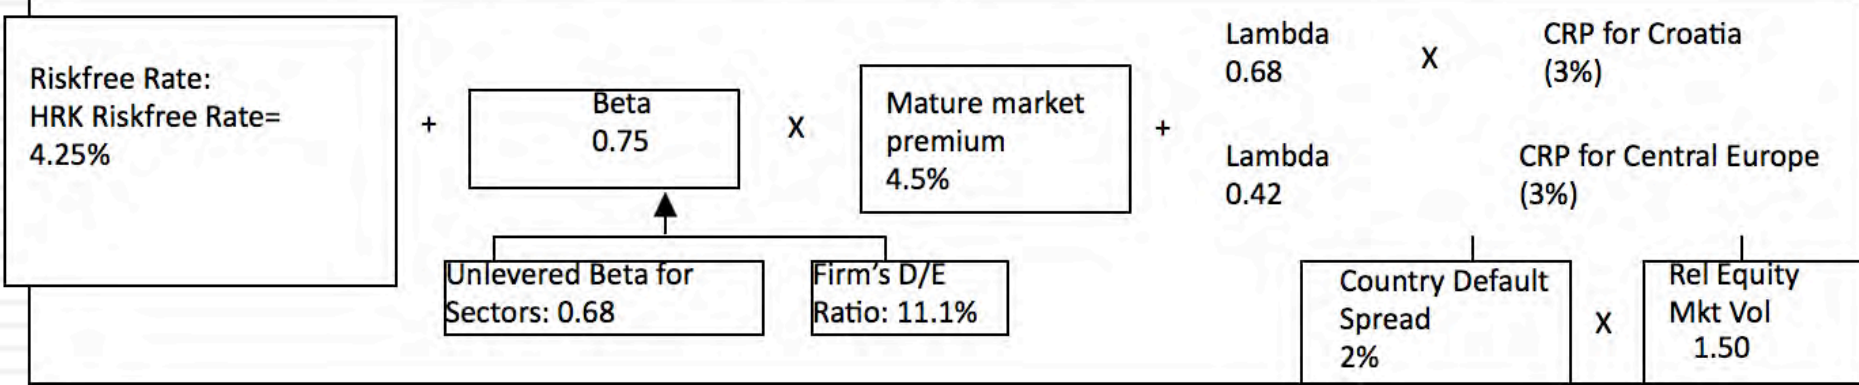 Riskfree Rate:
HRK Riskfree Rate=
4.25%
+
Beta
0.75
X
Mature market
premium
4.5%
+
Lambda
0.68
X
CRP for Croatia
(3%)
Lambda
0.42
CRP for Central Europe
(3%)
Unlevered Beta for
Sectors: 0.68
Firm's D/E
Ratio: 11.1%
Country Default
Spread
2%
X
Rel Equity
Mkt Vol
1.50